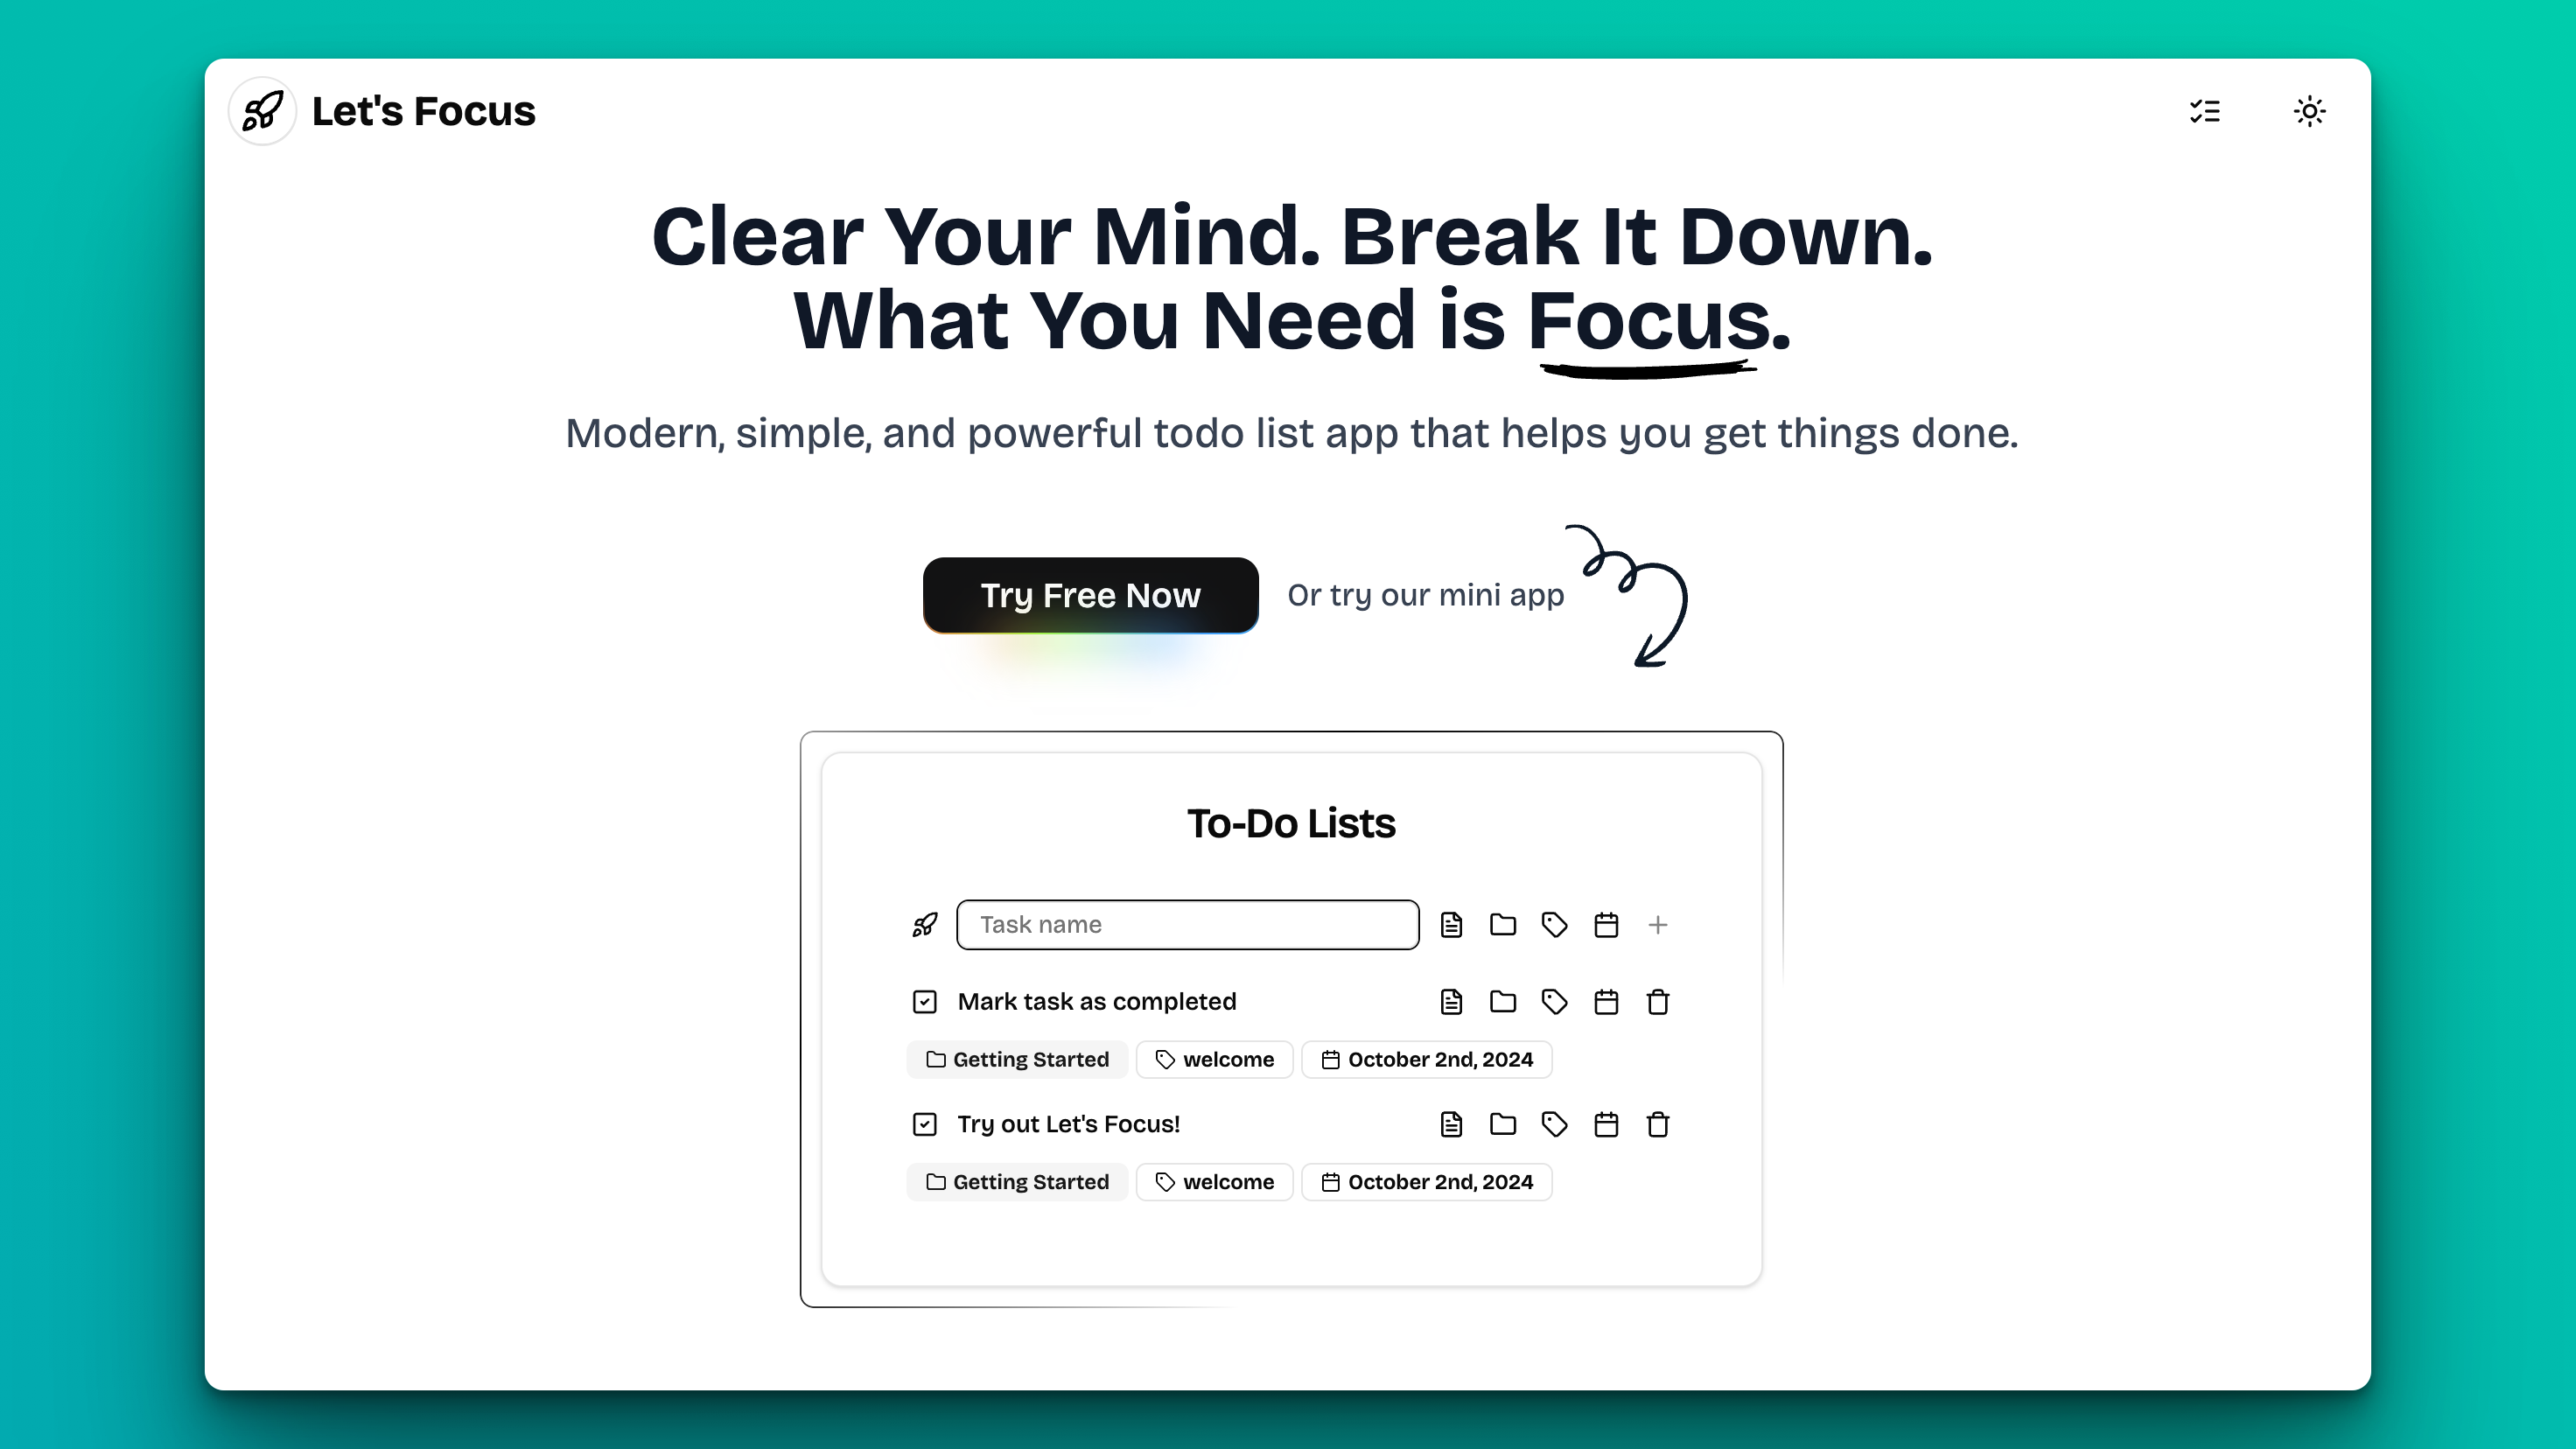 Let's Focus
Clear Your Mind. Break It Down.
What You Need is Focus.
Modern, simple, and powerful todo list app that helps you get things done.
Try Free Now
Or try our mini app
To-Do Lists
Task name
Mark task as completed
Getting Started welcome October 2nd, 2024
Try out Let's Focus!
Getting Started welcome October 2nd, 2024